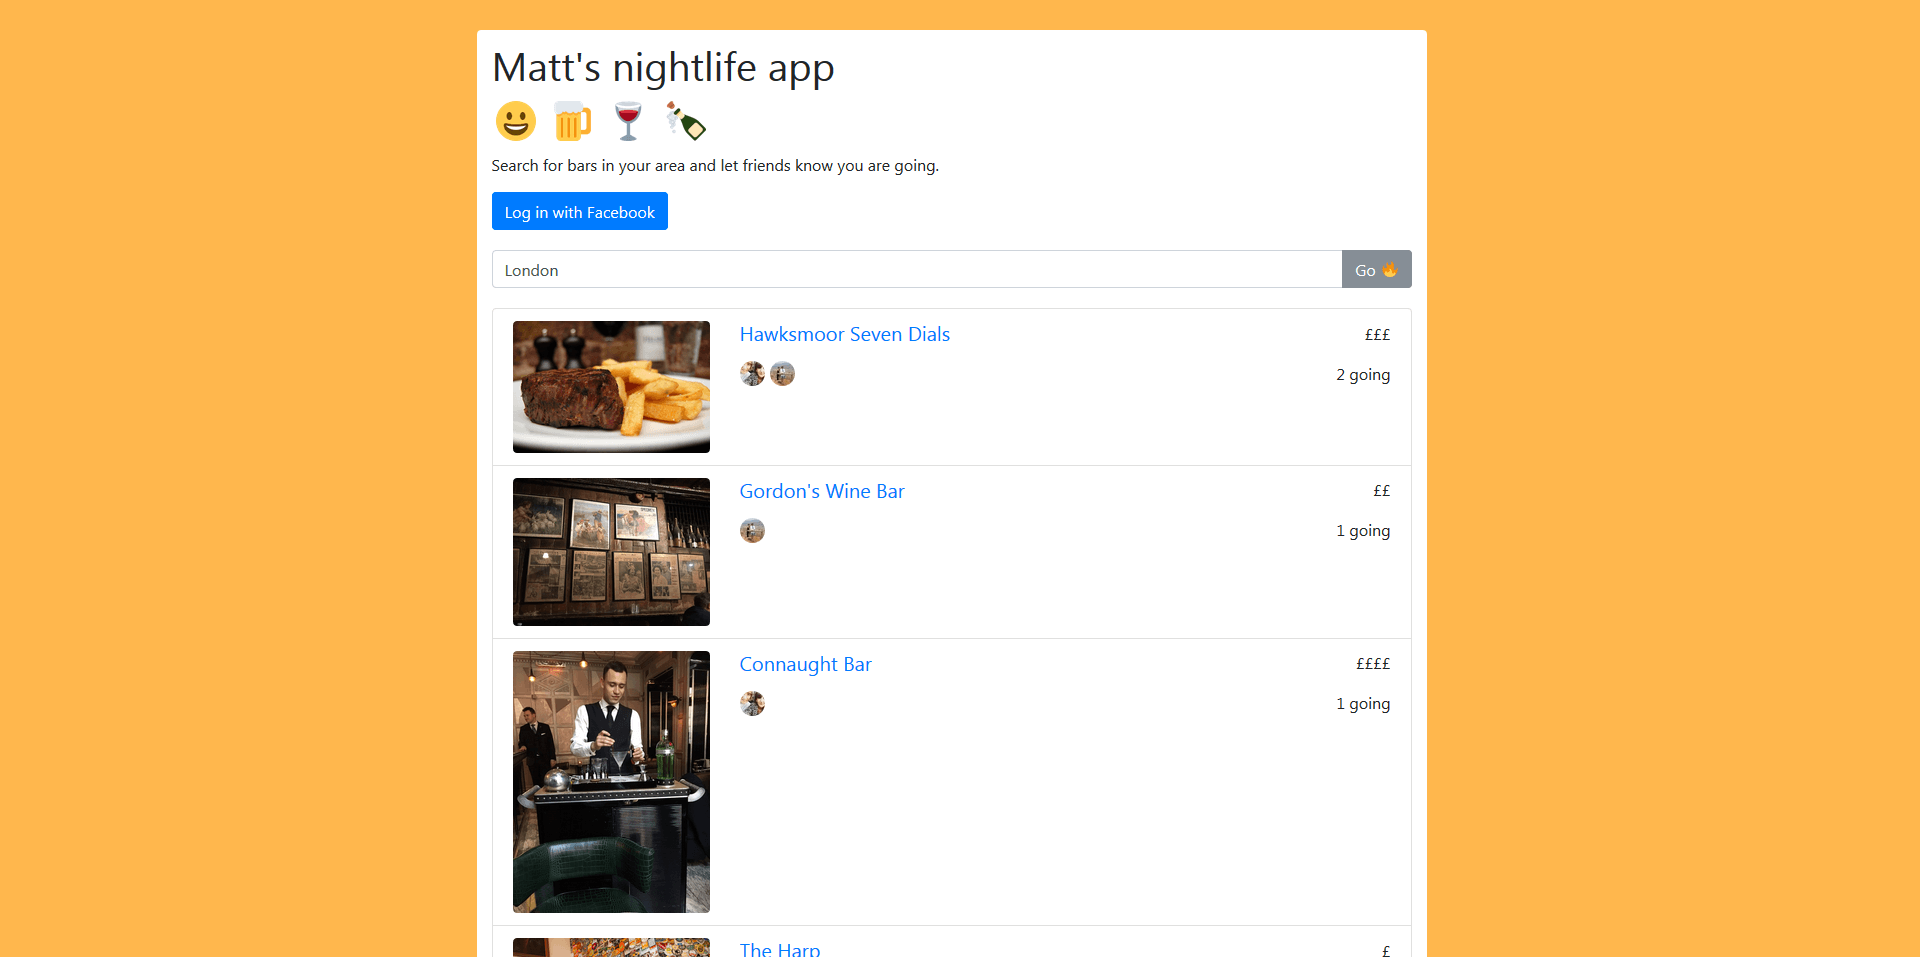 Matt's nightlife app
Search for bars in your area and let friends know you are going.
Log in with Facebook
London
Go
Hawksmoor Seven Dials
£££
2 going
Gordon's Wine Bar
££
1 going
Connaught Bar
££££
1 going
The Harp
£